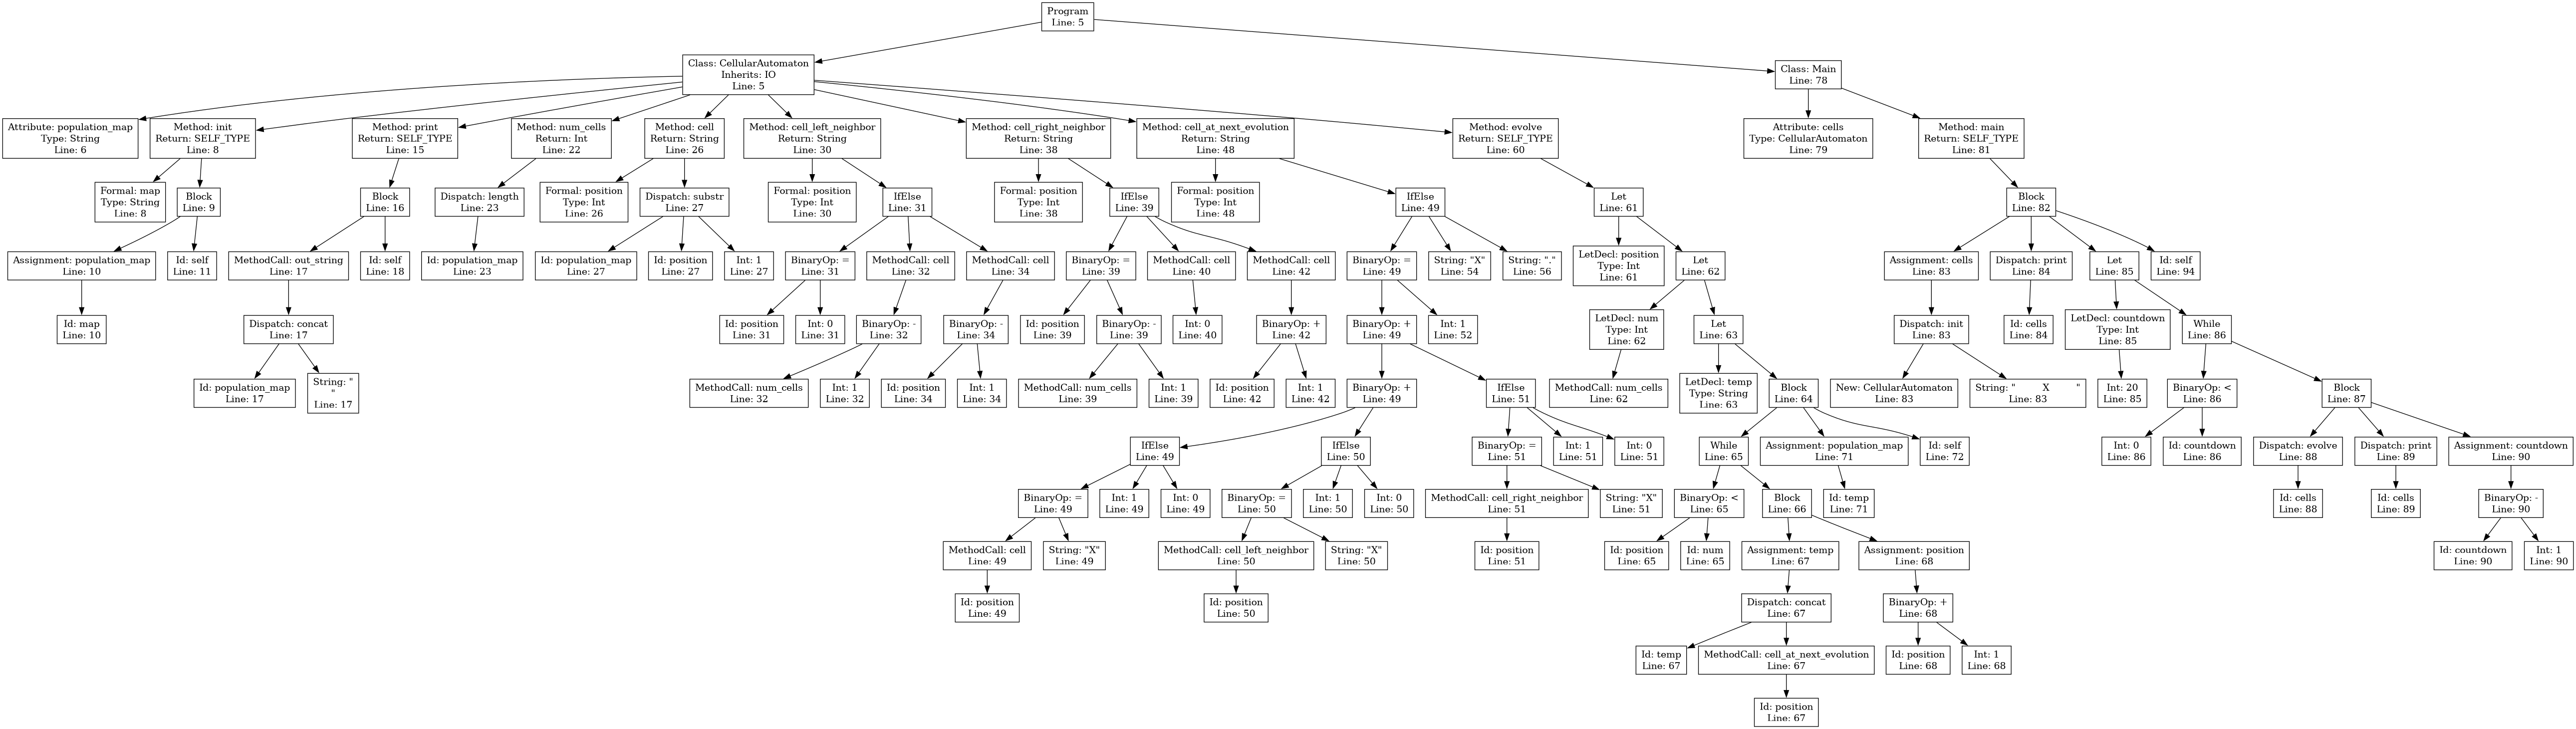 Program
Line: 5
Class: CellularAutomaton
Inherits: IO
Line: 5
Class: Main
Line: 78
Attribute: population_map
Type: String
Line: 6
Method: init
Return: SELF_TYPE
Line: 8
Method: print
Return: SELF_TYPE
Line: 15
Method: num_cells
Return: Int
Line: 22
Method: cell
Return: String
Line: 26
Method: cell_left_neighbor
Return: String
Line: 30
Method: cell_right_neighbor
Return: String
Line: 38
Method: cell_at_next_evolution
Return: String
Line: 48
Method: evolve
Return: SELF_TYPE
Line: 60
Attribute: cells
Type: CellularAutomaton
Line: 79
Method: main
Return: SELF_TYPE
Line: 81
Formal: map
Type: String
Line: 8
Block
Line: 9
Block
Line: 16
Dispatch: length
Line: 23
Formal: position
Type: Int
Line: 26
Dispatch: substr
Line: 27
Formal: position
Type: Int
Line: 30
IfElse
Line: 31
Formal: position
Type: Int
Line: 38
IfElse
Line: 39
Formal: position
Type: Int
Line: 48
IfElse
Line: 49
Let
Line: 61
Block
Line: 82
Assignment: population_map
Line: 10
Id: self
Line: 11
MethodCall: out_string
Line: 17
Id: self
Line: 18
Id: population_map
Line: 23
Id: population_map
Line: 27
Id: position
Line: 27
Int: 1
Line: 27
BinaryOp: =
Line: 31
MethodCall: cell
Line: 32
MethodCall: cell
Line: 34
BinaryOp: =
Line: 39
MethodCall: cell
Line: 40
MethodCall: cell
Line: 42
BinaryOp: =
Line: 49
String: "X"
Line: 54
String: "."
Line: 56
LetDecl: position
Type: Int
Line: 61
Let
Line: 62
Assignment: cells
Line: 83
Dispatch: print
Line: 84
Let
Line: 85
Id: self
Line: 94
Id: map
Line: 10
Dispatch: concat
Line: 17
Id: position
Line: 31
Int: 0
Line: 31
BinaryOp: -
Line: 32
BinaryOp: -
Line: 34
Id: position
Line: 39
BinaryOp: -
Line: 39
Int: 0
Line: 40
BinaryOp: +
Line: 42
BinaryOp: +
Line: 49
Int: 1
Line: 52
LetDecl: num
Type: Int
Line: 62
Let
Line: 63
Dispatch: init
Line: 83
Id: cells
Line: 84
LetDecl: countdown
Type: Int
Line: 85
While
Line: 86
Id: population_map
Line: 17
String: "
"
Line: 17
MethodCall: num_cells
Line: 32
Int: 1
Line: 32
Id: position
Line: 34
Int: 1
Line: 34
MethodCall: num_cells
Line: 39
Int: 1
Line: 39
Id: position
Line: 42
Int: 1
Line: 42
BinaryOp: +
Line: 49
IfElse
Line: 51
MethodCall: num_cells
Line: 62
LetDecl: temp
Type: String
Line: 63
Block
Line: 64
New: CellularAutomaton
Line: 83
String: "         X         "
Line: 83
Int: 20
Line: 85
BinaryOp: <
Line: 86
Block
Line: 87
IfElse
Line: 49
IfElse
Line: 50
BinaryOp: =
Line: 51
Int: 1
Line: 51
Int: 0
Line: 51
While
Line: 65
Assignment: population_map
Line: 71
Id: self
Line: 72
Int: 0
Line: 86
Id: countdown
Line: 86
Dispatch: evolve
Line: 88
Dispatch: print
Line: 89
Assignment: countdown
Line: 90
BinaryOp: =
Line: 49
Int: 1
Line: 49
Int: 0
Line: 49
BinaryOp: =
Line: 50
Int: 1
Line: 50
Int: 0
Line: 50
MethodCall: cell_right_neighbor
Line: 51
String: "X"
Line: 51
BinaryOp: <
Line: 65
Block
Line: 66
Id: temp
Line: 71
Id: cells
Line: 88
Id: cells
Line: 89
BinaryOp: -
Line: 90
MethodCall: cell
Line: 49
String: "X"
Line: 49
MethodCall: cell_left_neighbor
Line: 50
String: "X"
Line: 50
Id: position
Line: 51
Id: position
Line: 65
Id: num
Line: 65
Assignment: temp
Line: 67
Assignment: position
Line: 68
Id: countdown
Line: 90
Int: 1
Line: 90
Id: position
Line: 49
Id: position
Line: 50
Dispatch: concat
Line: 67
BinaryOp: +
Line: 68
Id: temp
Line: 67
MethodCall: cell_at_next_evolution
Line: 67
Id: position
Line: 68
Int: 1
Line: 68
Id: position
Line: 67